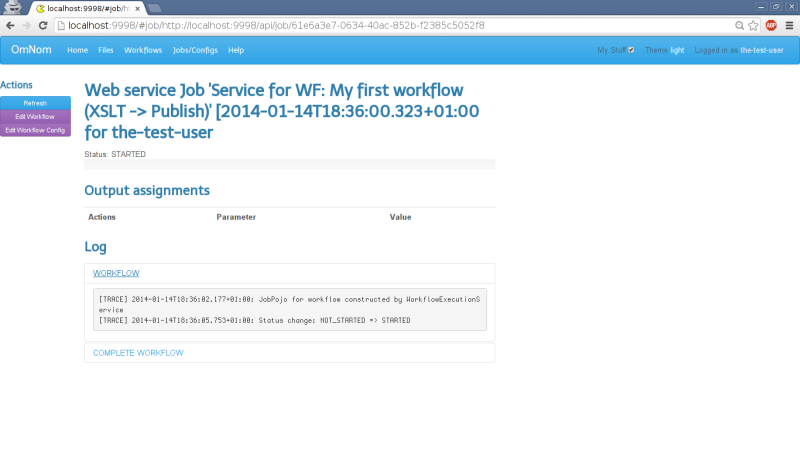 localhost:9998/#job/ht
localhost:9998/#job/http://localhost:9998/api/job/61e6a3e7-0634-40ac-852b-f2385c5052f8
ABP
OmNom Home Files Workflows Jobs/Configs Help My Stuff Theme light Logged in as the-test-user
Actions
Refresh
Edit Workflow
Edit Workflow Config
Web service Job 'Service for WF: My first workflow
(XSLT -> Publish)' [2014-01-14T18:36:00.323+01:00
for the-test-user
Status: STARTED
Output assignments
Actions Parameter Value
Log
WORKFLOW
[TRACE] 2014-01-14T18:36:02.177+01:00: JobPojo for workflow constructed by WorkflowExecutionS
ervice
[TRACE] 2014-01-14T18:36:05.753+01:00: Status change: NOT_STARTED => STARTED
COMPLETE WORKFLOW